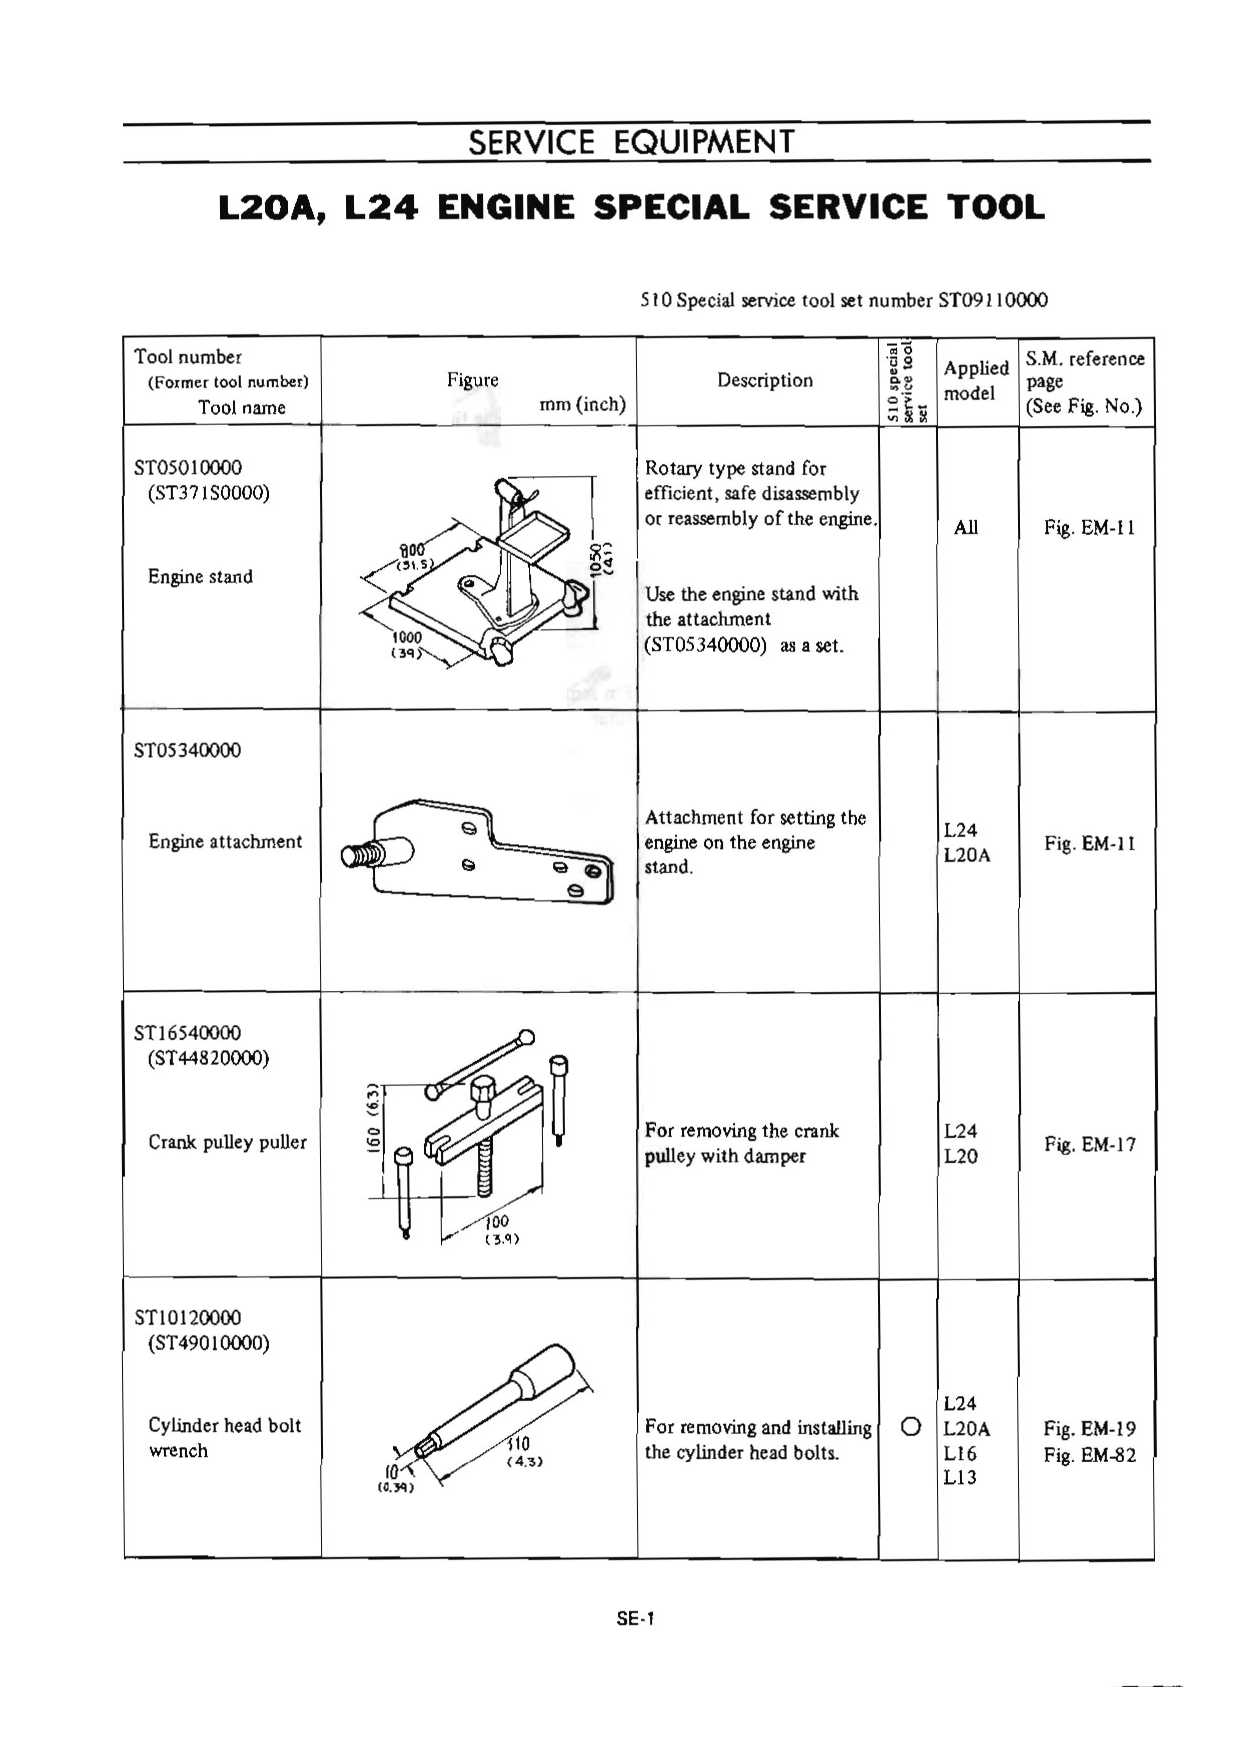 SERVICE EQUIPMENT
L20A, L24 ENGINE SPECIAL SERVICE TOOL
510 Special service tool set number ST09110000
Tool number
(Former tool number)
Tool name
Figure
mm (inch)
Description
510 special
service tool
set
Applied
model
S.M. reference
page
(See Fig. No.)
ST05010000
(ST371S0000)
Engine stand
800
(31.5)
1050
(41)
1000
(39)
Rotary type stand for
efficient, safe disassembly
or reassembly of the engine.
Use the engine stand with
the attachment
(ST05340000) as a set.
All
Fig. EM-11
ST05340000
Engine attachment
Attachment for setting the
engine on the engine
stand.
L24
L20A
Fig. EM-11
ST16540000
(ST44820000)
Crank pulley puller
160 (6.3)
100
(3.9)
For removing the crank
pulley with damper
L24
L20
Fig. EM-17
ST10120000
(ST49010000)
Cylinder head bolt
wrench
110
(4.3)
10
(0.39)
For removing and installing
the cylinder head bolts.
O
L24
L20A
L16
L13
Fig. EM-19
Fig. EM-82
SE-1